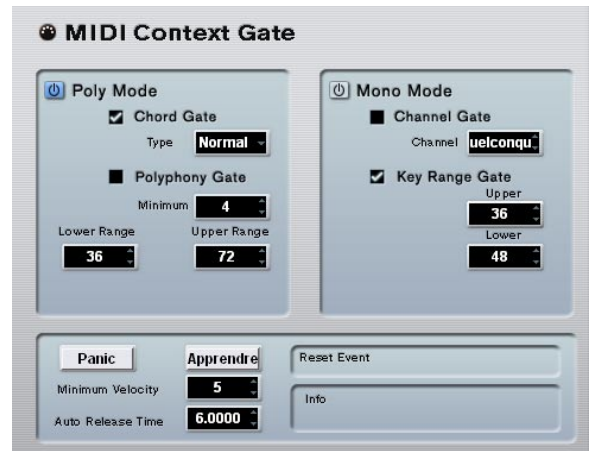 MIDI Context Gate
Poly Mode
Chord Gate
Type Normal
Polyphony Gate
Minimum 4
Lower Range Upper Range
36 72
Mono Mode
Channel Gate
Channel uelconqu
Key Range Gate
Upper
36
Lower
48
Panic Apprendre
Minimum Velocity 5
Auto Release Time 6.0000
Reset Event
Info